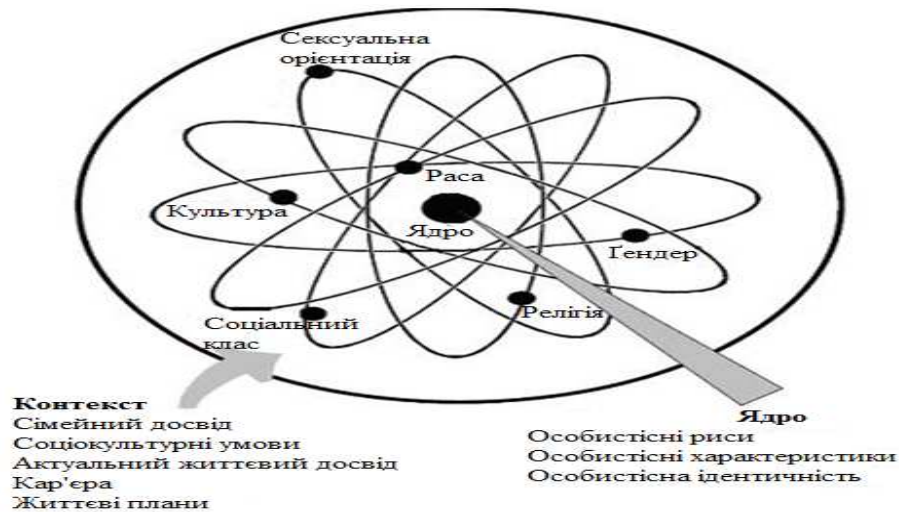 Сексуальна
орієнтація
Раса
Культура
Ядро
Ґендер
Релігія
Соціальний
клас
Контекст
Сімейний досвід
Соціокультурні умови
Актуальний життєвий досвід
Кар'єра
Життєві плани
Ядро
Особистісні риси
Особистісні характеристики
Особистісна ідентичність